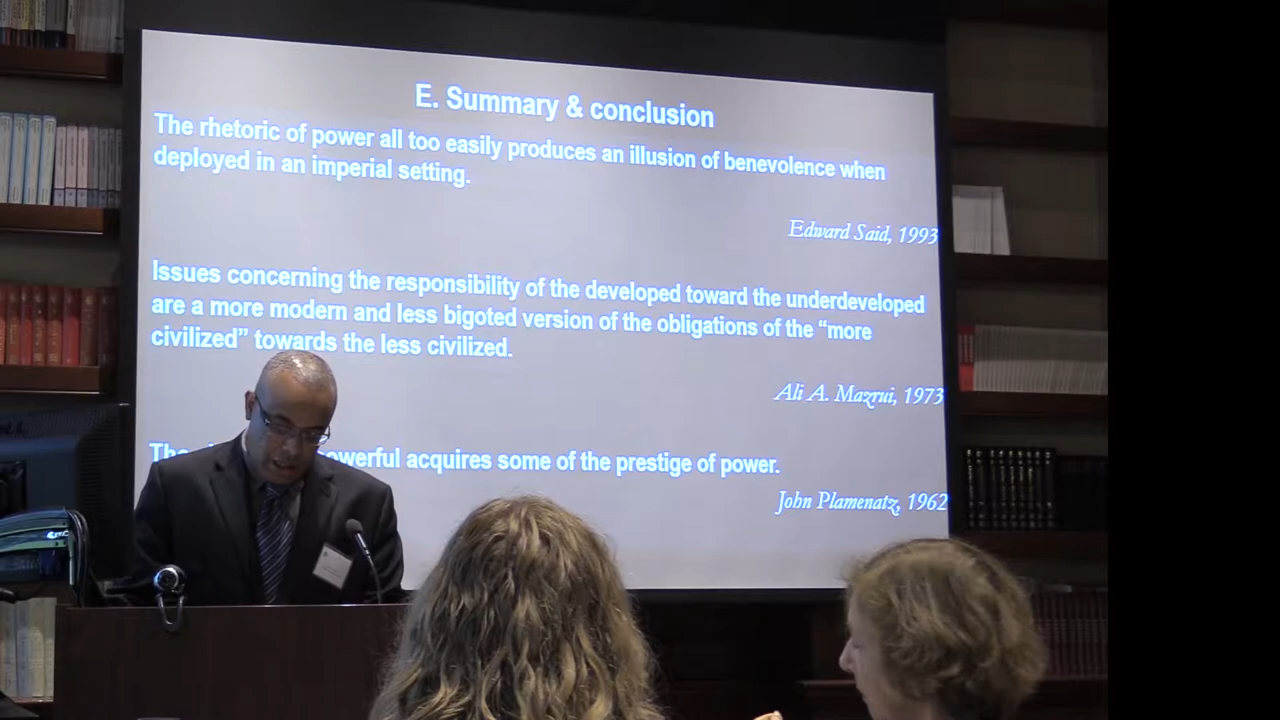 E. Summary & conclusion
The rhetoric of power all too easily produces an illusion of benevolence when
deployed in an imperial setting.
Edward Said, 1993
Issues concerning the responsibility of the developed toward the underdeveloped
are a more modern and less bigoted version of the obligations of the “more
civilized” towards the less civilized.
Ali A. Mazrui, 1973
The powerful acquires some of the prestige of power.
John Plamenatz, 1962